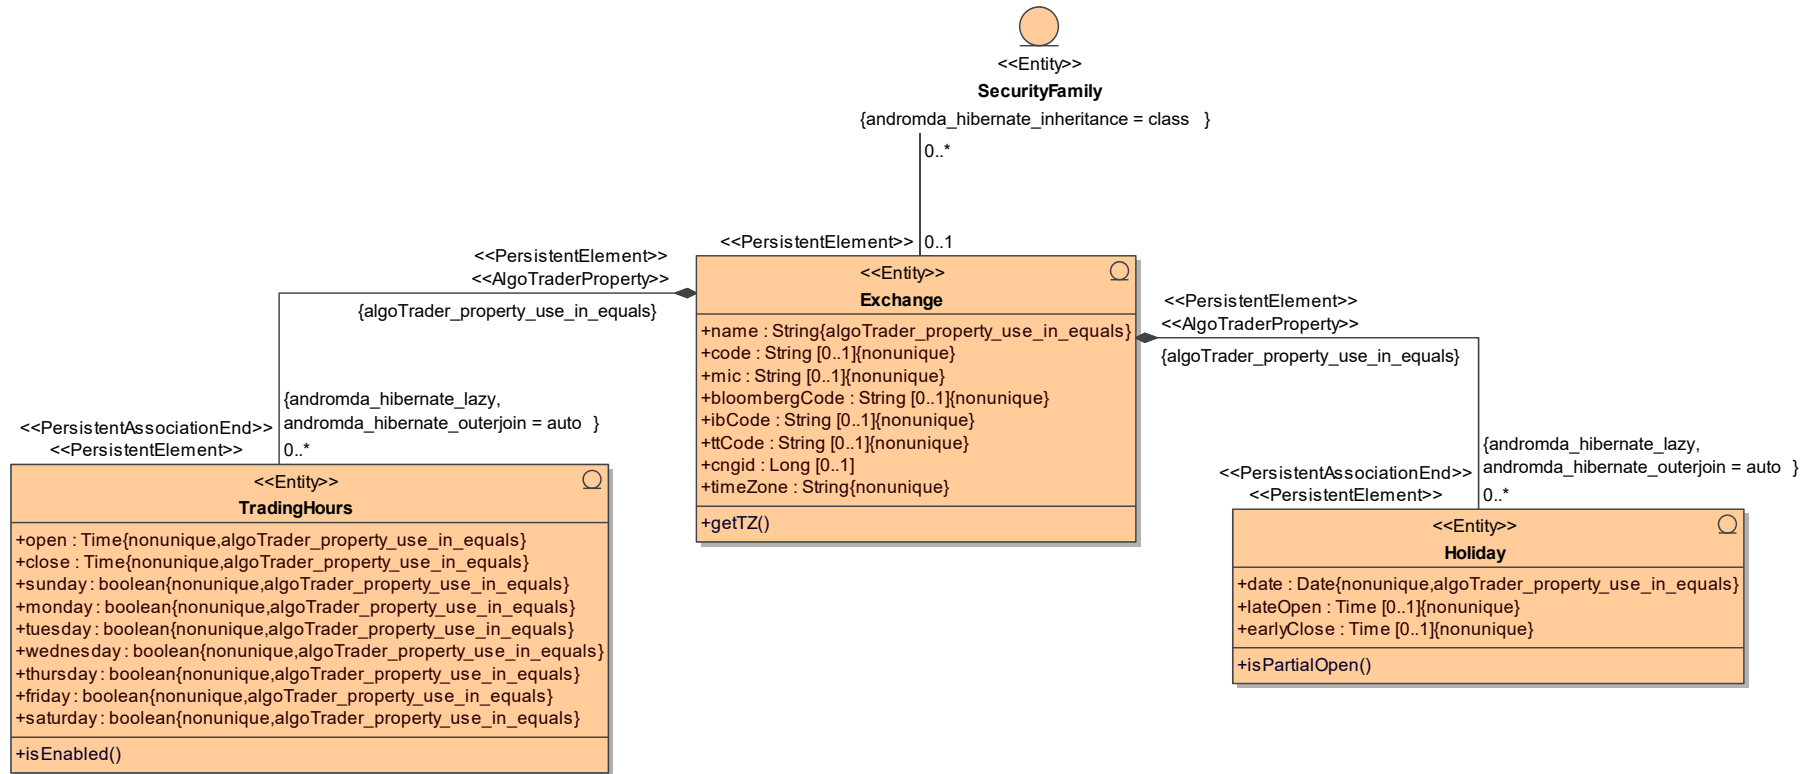 <<Entity>>
SecurityFamily
{andromda_hibernate_inheritance = class }
0..*
<<PersistentElement>> 0..1
<<PersistentElement>>
<<AlgoTraderProperty>>
{algoTrader_property_use_in_equals}
<<Entity>>
Exchange
+name : String{algoTrader_property_use_in_equals}
+code : String [0..1]{nonunique}
+mic : String [0..1]{nonunique}
+bloombergCode : String [0..1]{nonunique}
+ibCode : String [0..1]{nonunique}
+ttCode : String [0..1]{nonunique}
+cngid : Long [0..1]
+timeZone : String{nonunique}
+getTZ()
<<PersistentElement>>
<<AlgoTraderProperty>>
{algoTrader_property_use_in_equals}
{andromda_hibernate_lazy,
andromda_hibernate_outerjoin = auto }
<<PersistentAssociationEnd>>
<<PersistentElement>>
0..*
<<Entity>>
TradingHours
+open : Time{nonunique,algoTrader_property_use_in_equals}
+close : Time{nonunique,algoTrader_property_use_in_equals}
+sunday : boolean{nonunique,algoTrader_property_use_in_equals}
+monday : boolean{nonunique,algoTrader_property_use_in_equals}
+tuesday : boolean{nonunique,algoTrader_property_use_in_equals}
+wednesday : boolean{nonunique,algoTrader_property_use_in_equals}
+thursday : boolean{nonunique,algoTrader_property_use_in_equals}
+friday : boolean{nonunique,algoTrader_property_use_in_equals}
+saturday : boolean{nonunique,algoTrader_property_use_in_equals}
+isEnabled()
{andromda_hibernate_lazy,
andromda_hibernate_outerjoin = auto }
<<PersistentAssociationEnd>>
<<PersistentElement>>
0..*
<<Entity>>
Holiday
+date : Date{nonunique,algoTrader_property_use_in_equals}
+lateOpen : Time [0..1]{nonunique}
+earlyClose : Time [0..1]{nonunique}
+isPartialOpen()